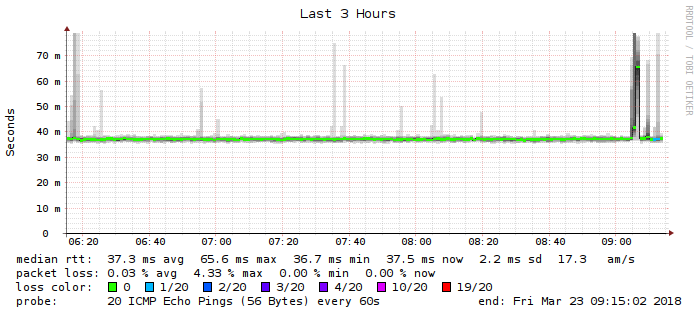 Last 3 Hours
RRDTOOL / TOBI OETIKER
Seconds
70 m
60 m
50 m
40 m
30 m
20 m
10 m
0
06:20 06:40 07:00 07:20 07:40 08:00 08:20 08:40 09:00
median rtt: 37.3 ms avg 65.6 ms max 36.7 ms min 37.5 ms now 2.2 ms sd 17.3 am/s
packet loss: 0.03 % avg 4.33 % max 0.00 % min 0.00 % now
loss color: 0 1/20 2/20 3/20 4/20 10/20 19/20
probe: 20 ICMP Echo Pings (56 Bytes) every 60s end: Fri Mar 23 09:15:02 2018